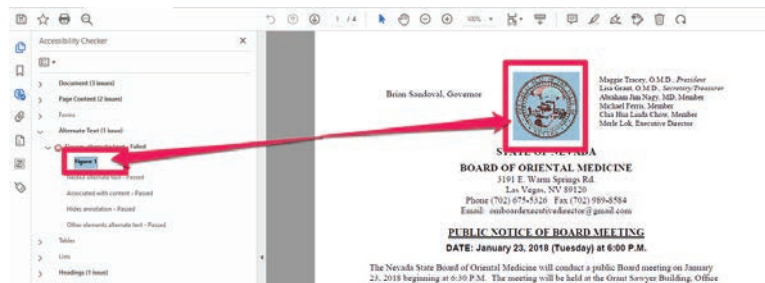 1 / 4
100%
Accessibility Checker
Document (3 issues)
Page Content (2 issues)
Forms
Alternate Text (1 issue)
Failed
Figure 1
Nested alternate text - Passed
Associated with content - Passed
Hides annotation - Passed
Other elements alternate text - Passed
Tables
Lists
Headings (1 issue)
Brian Sandoval, Governor
Maggie Tracey, O.M.D., President
Lisa Grant, O.M.D., Secretary/Treasurer
Abraham Jim Nagy, MD, Member
Michael Ferris, Member
Chia Hua Linda Chow, Member
Merle Lok, Executive Director
STATE OF NEVADA
BOARD OF ORIENTAL MEDICINE
3191 E. Warm Springs Rd.
Las Vegas, NV 89120
Phone (702) 675-5326 Fax (702) 989-8584
Email: omboardexecutivedirector@gmail.com
PUBLIC NOTICE OF BOARD MEETING
DATE: January 23, 2018 (Tuesday) at 6:00 P.M.
The Nevada State Board of Oriental Medicine will conduct a public Board meeting on January
23, 2018 beginning at 6:30 P.M. The meeting will be held at the Grant Sawyer Building, Office